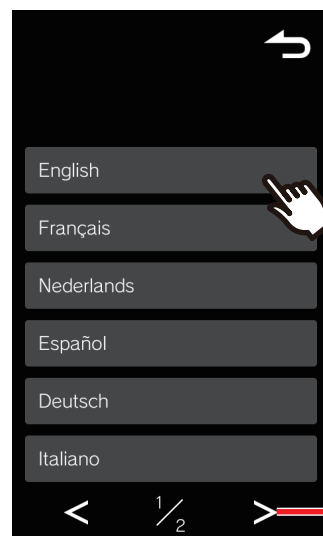 English
Français
Nederlands
Español
Deutsch
Italiano
< 1/2 >